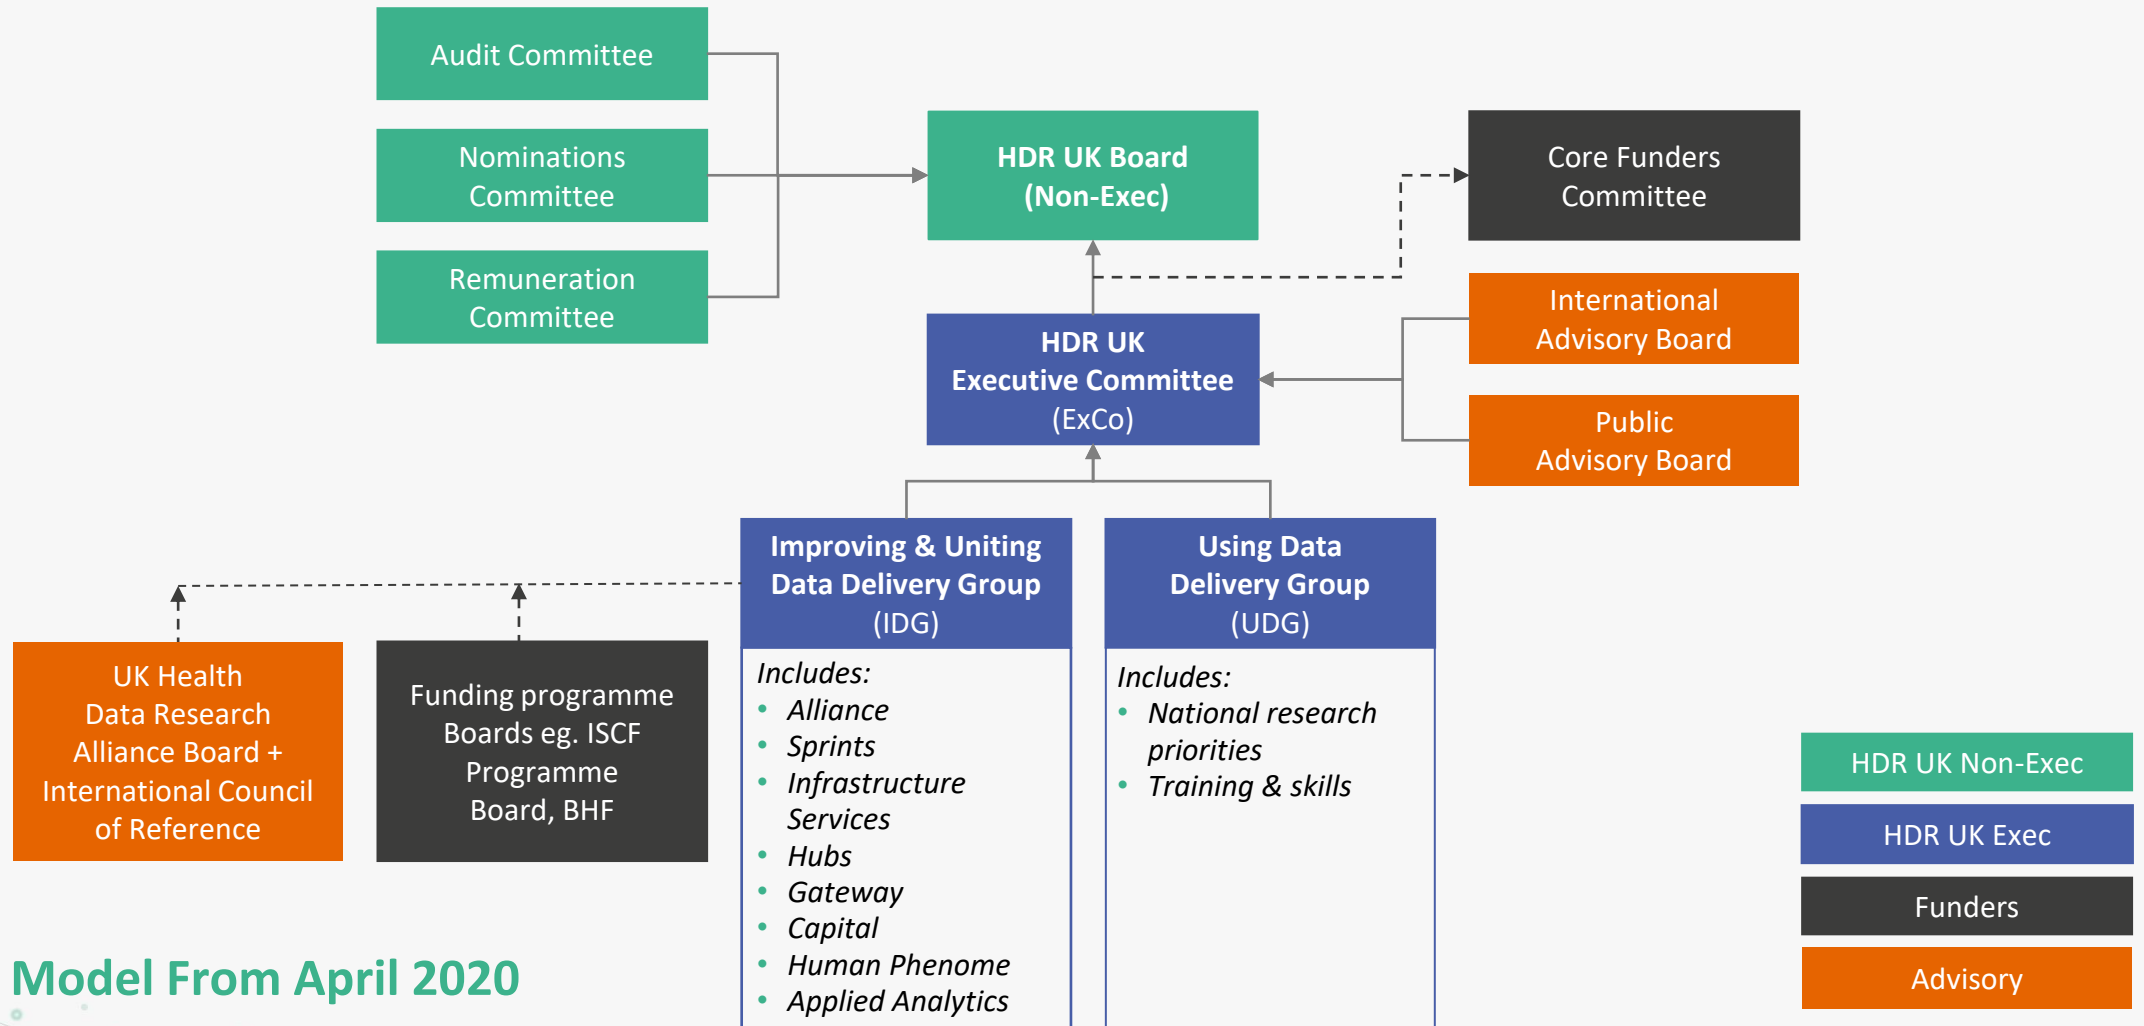 Audit Committee
Nominations
Committee
Remuneration
Committee
HDR UK Board
(Non-Exec)
Core Funders
Committee
HDR UK
Executive Committee
(ExCo)
International
Advisory Board
Public
Advisory Board
Improving & Uniting
Data Delivery Group
(IDG)
Includes:
• Alliance
• Sprints
• Infrastructure
Services
• Hubs
• Gateway
• Capital
• Human Phenome
• Applied Analytics
Using Data
Delivery Group
(UDG)
Includes:
• National research
priorities
• Training & skills
UK Health
Data Research
Alliance Board +
International Council
of Reference
Funding programme
Boards eg. ISCF
Programme
Board, BHF
HDR UK Non-Exec
HDR UK Exec
Funders
Advisory
Model From April 2020